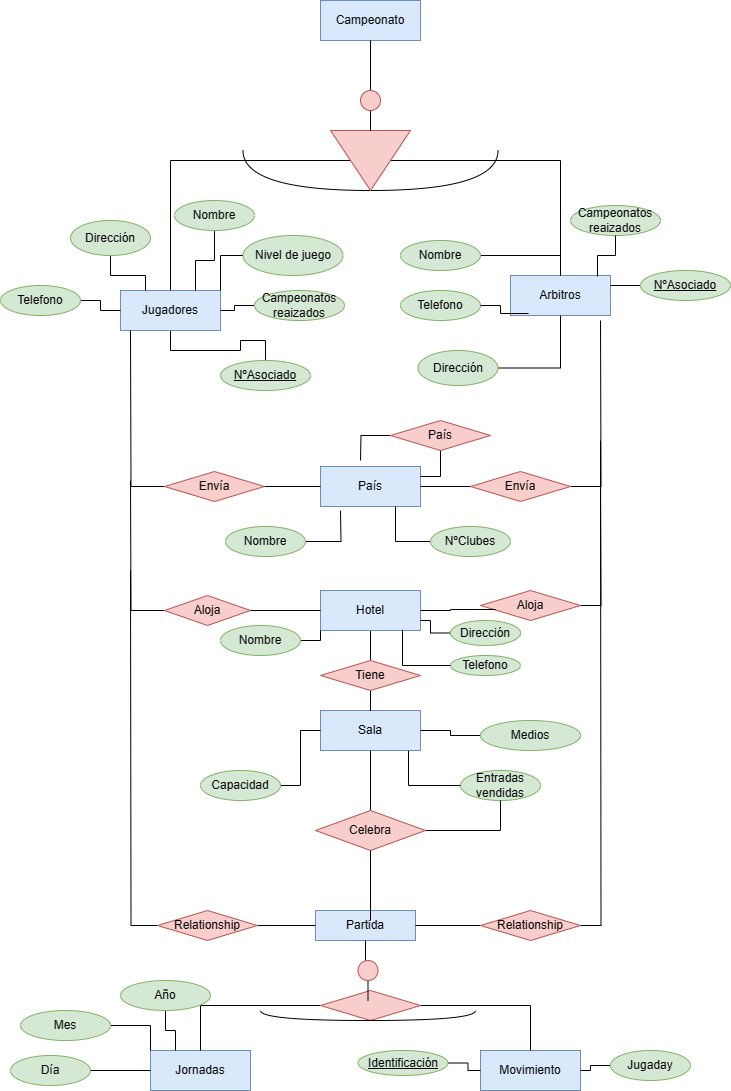 Campeonato
Nombre
Dirección
Nivel de juego
Telefono
Jugadores
Campeonatos
reaizados
NºAsociado
Campeonatos
reaizados
Nombre
Arbitros
NºAsociado
Telefono
Dirección
País
Envía
País
Envía
Nombre
NºClubes
Aloja
Hotel
Aloja
Nombre
Dirección
Telefono
Tiene
Sala
Medios
Capacidad
Entradas
vendidas
Celebra
Relationship
Partida
Relationship
Año
Mes
Día
Jornadas
Identificación
Movimiento
Jugaday